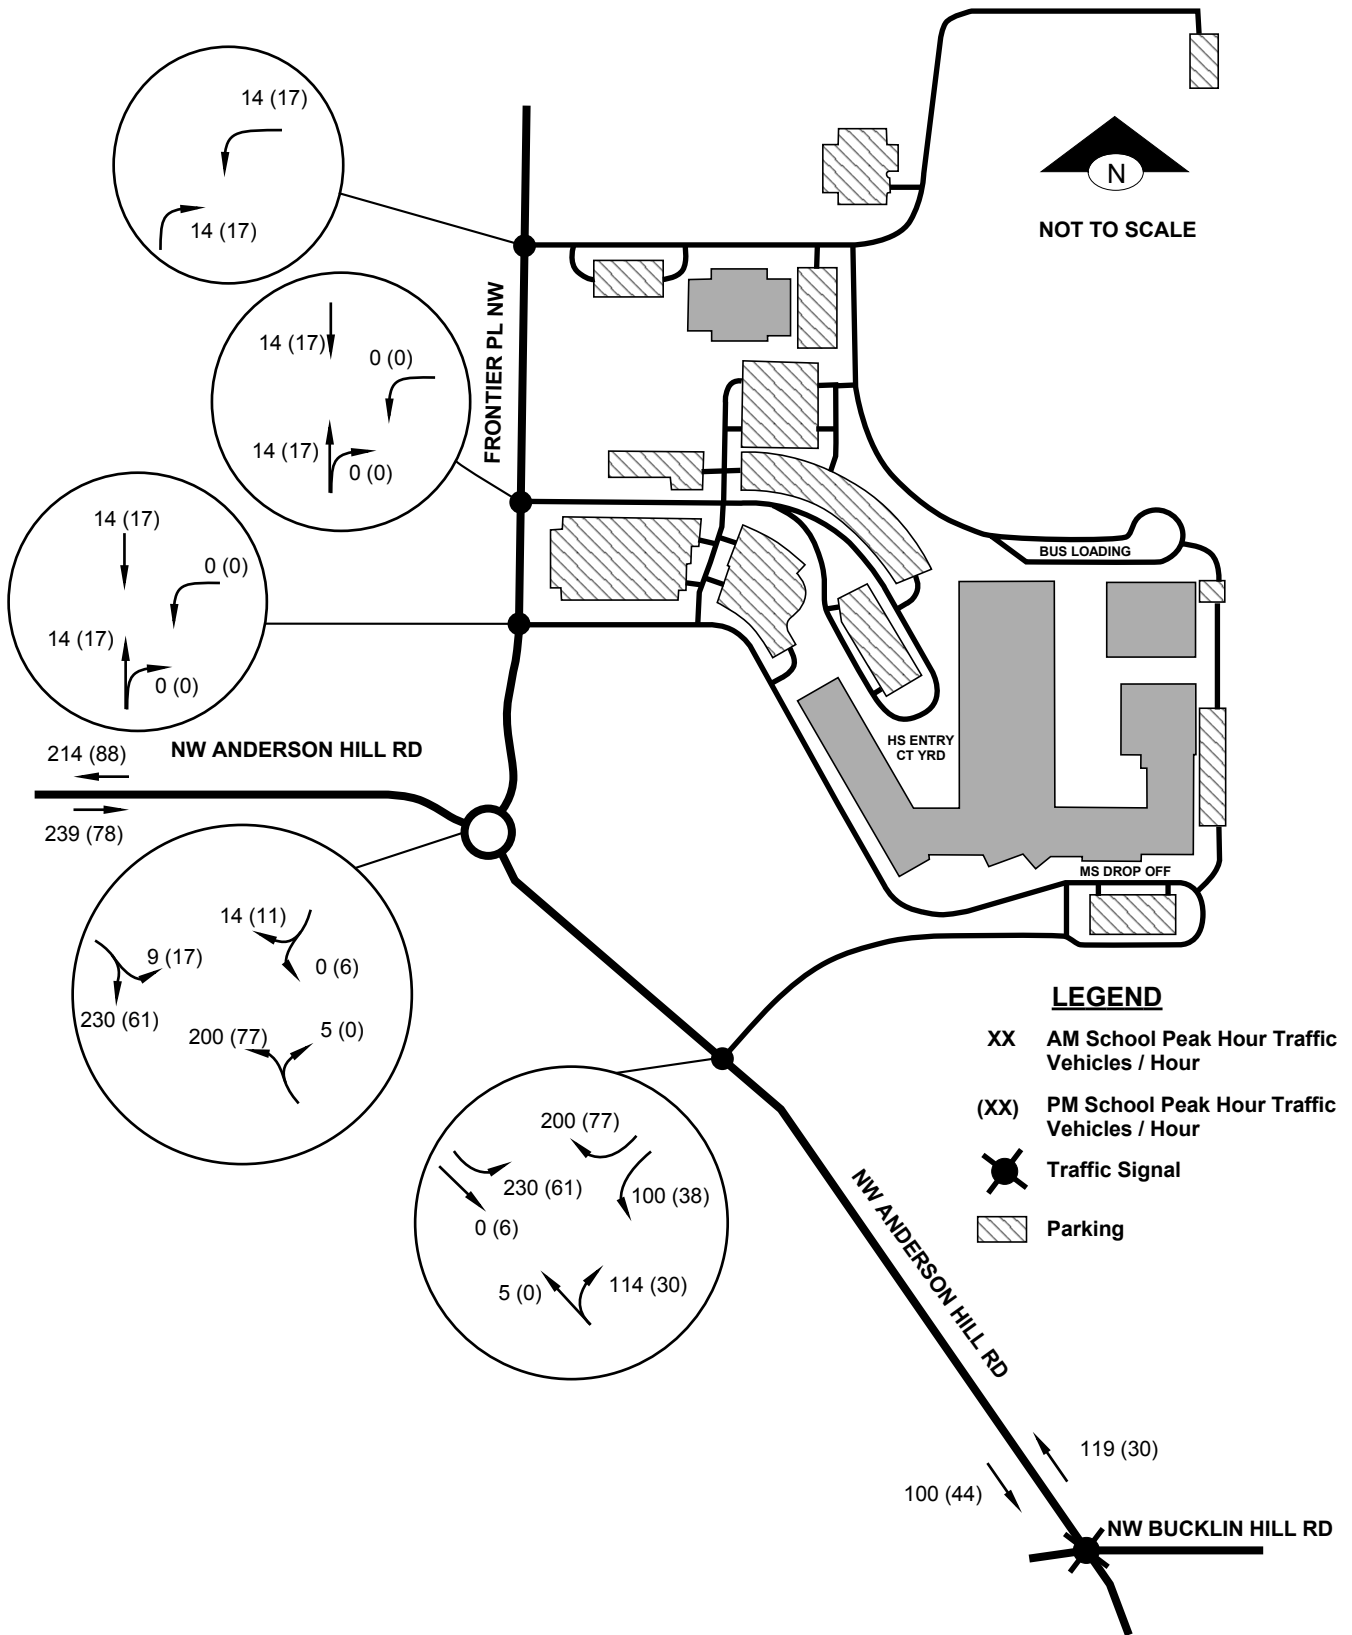 14 (17)
14 (17)
N
NOT TO SCALE
FRONTIER PL NW
14 (17)
0 (0)
14 (17)
0 (0)
14 (17)
0 (0)
14 (17)
0 (0)
BUS LOADING
HS ENTRY
CT YRD
MS DROP OFF
214 (88)
NW ANDERSON HILL RD
239 (78)
14 (11)
9 (17)
0 (6)
230 (61)
200 (77)
5 (0)
200 (77)
230 (61)
100 (38)
0 (6)
5 (0)
114 (30)
LEGEND
XX AM School Peak Hour Traffic
Vehicles / Hour
(XX) PM School Peak Hour Traffic
Vehicles / Hour
Traffic Signal
Parking
NW ANDERSON HILL RD
119 (30)
100 (44)
NW BUCKLIN HILL RD